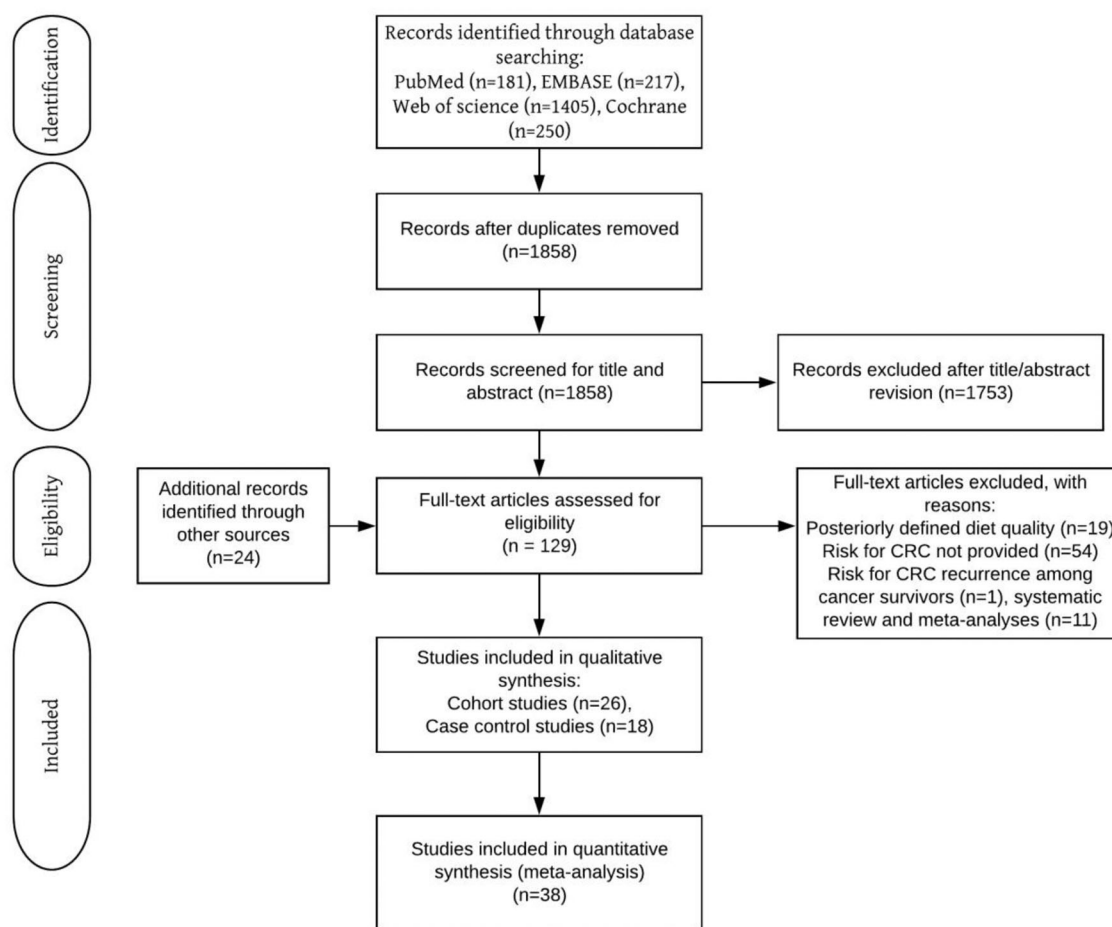 Identification
Records identified through database
searching:
PubMed (n=181), EMBASE (n=217),
Web of science (n=1405), Cochrane
(n=250)
Screening
Records after duplicates removed
(n=1858)
Records screened for title and
abstract (n=1858)
Records excluded after title/abstract
revision (n=1753)
Eligibility
Additional records
identified through
other sources
(n=24)
Full-text articles assessed for
eligibility
(n = 129)
Full-text articles excluded, with
reasons:
Posteriorly defined diet quality (n=19)
Risk for CRC not provided (n=54)
Risk for CRC recurrence among
cancer survivors (n=1), systematic
review and meta-analyses (n=11)
Included
Studies included in qualitative
synthesis:
Cohort studies (n=26),
Case control studies (n=18)
Studies included in quantitative
synthesis (meta-analysis)
(n=38)